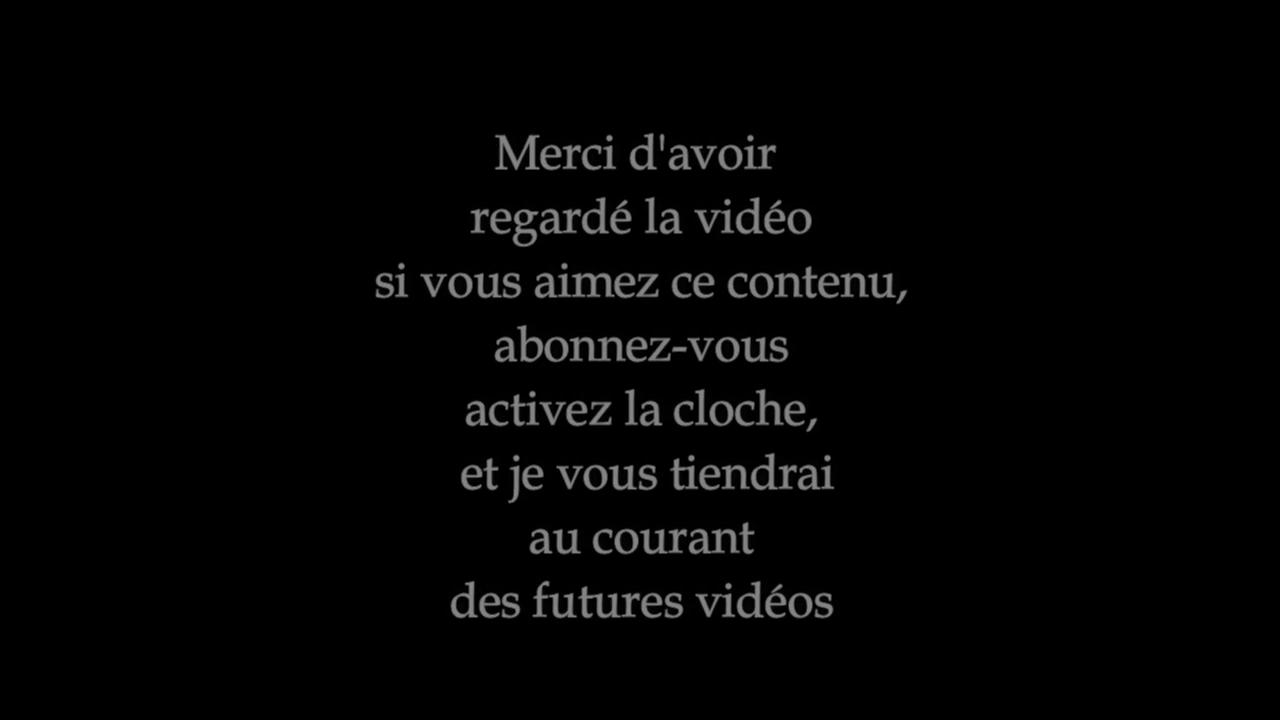 Merci d'avoir
regardé la vidéo
si vous aimez ce contenu,
abonnez-vous
activez la cloche,
et je vous tiendrai
au courant
des futures vidéos